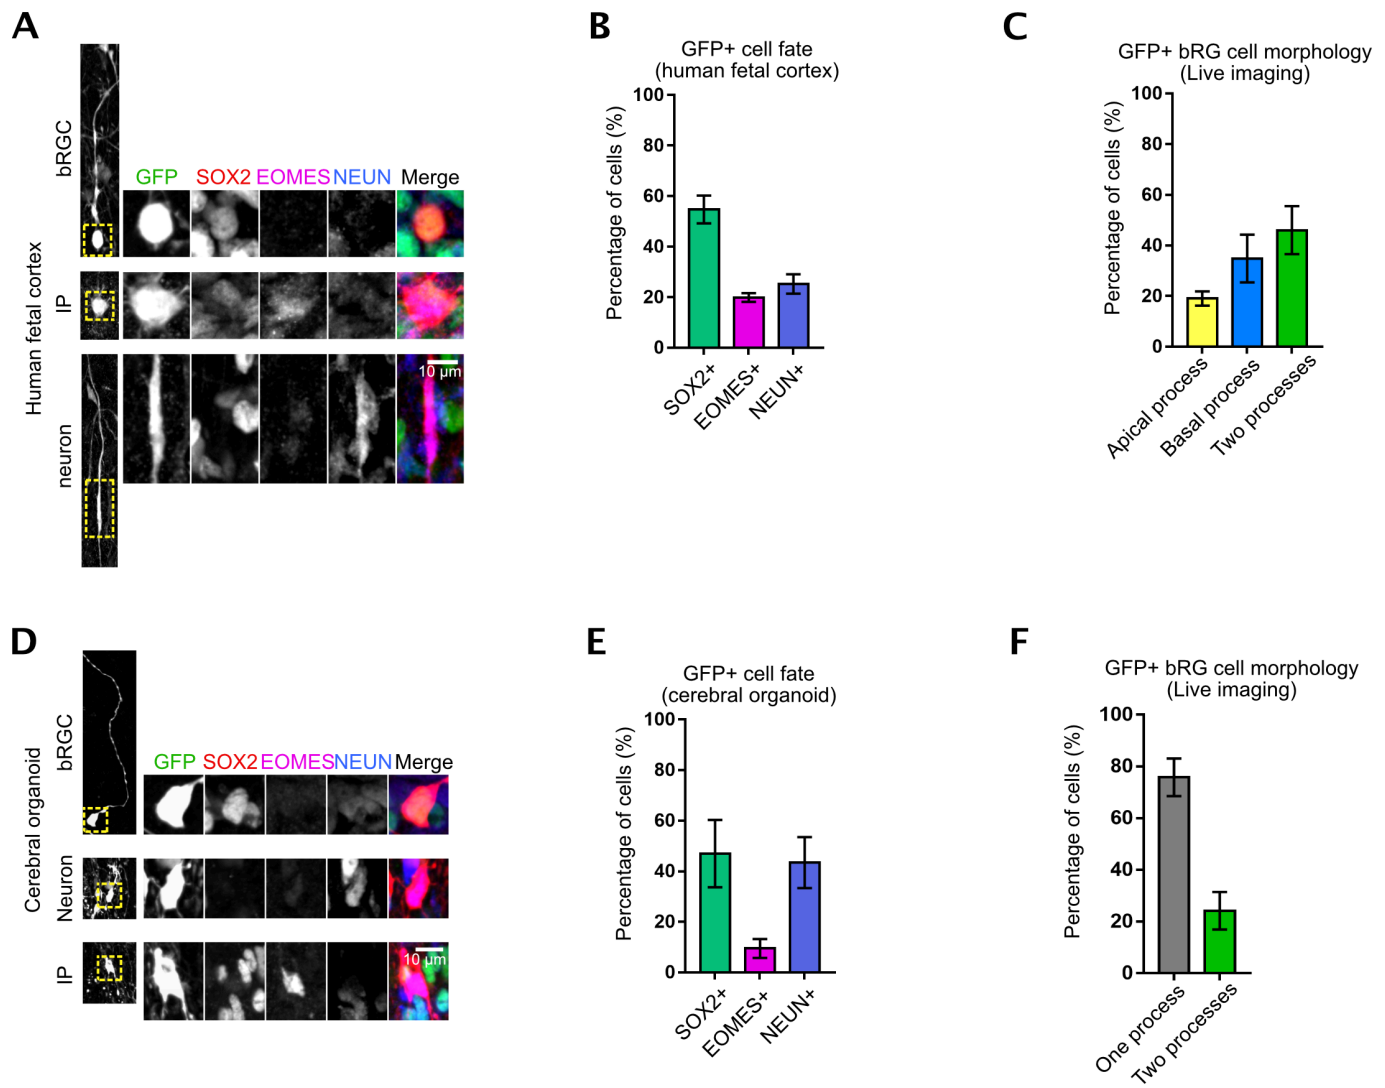 A
Human fetal cortex
bRGC
IP
neuron
GFP SOX2 EOMES NEUN Merge
10 µm
B
GFP+ cell fate
(human fetal cortex)
Percentage of cells (%)
100
80
60
40
20
0
SOX2+
EOMES+
NEUN+
C
GFP+ bRG cell morphology
(Live imaging)
Percentage of cells (%)
100
80
60
40
20
0
Apical process
Basal process
Two processes
D
Cerebral organoid
bRGC
Neuron
IP
GFP SOX2 EOMES NEUN Merge
10 µm
E
GFP+ cell fate
(cerebral organoid)
Percentage of cells (%)
100
80
60
40
20
0
SOX2+
EOMES+
NEUN+
F
GFP+ bRG cell morphology
(Live imaging)
Percentage of cells (%)
100
80
60
40
20
0
One process
Two processes